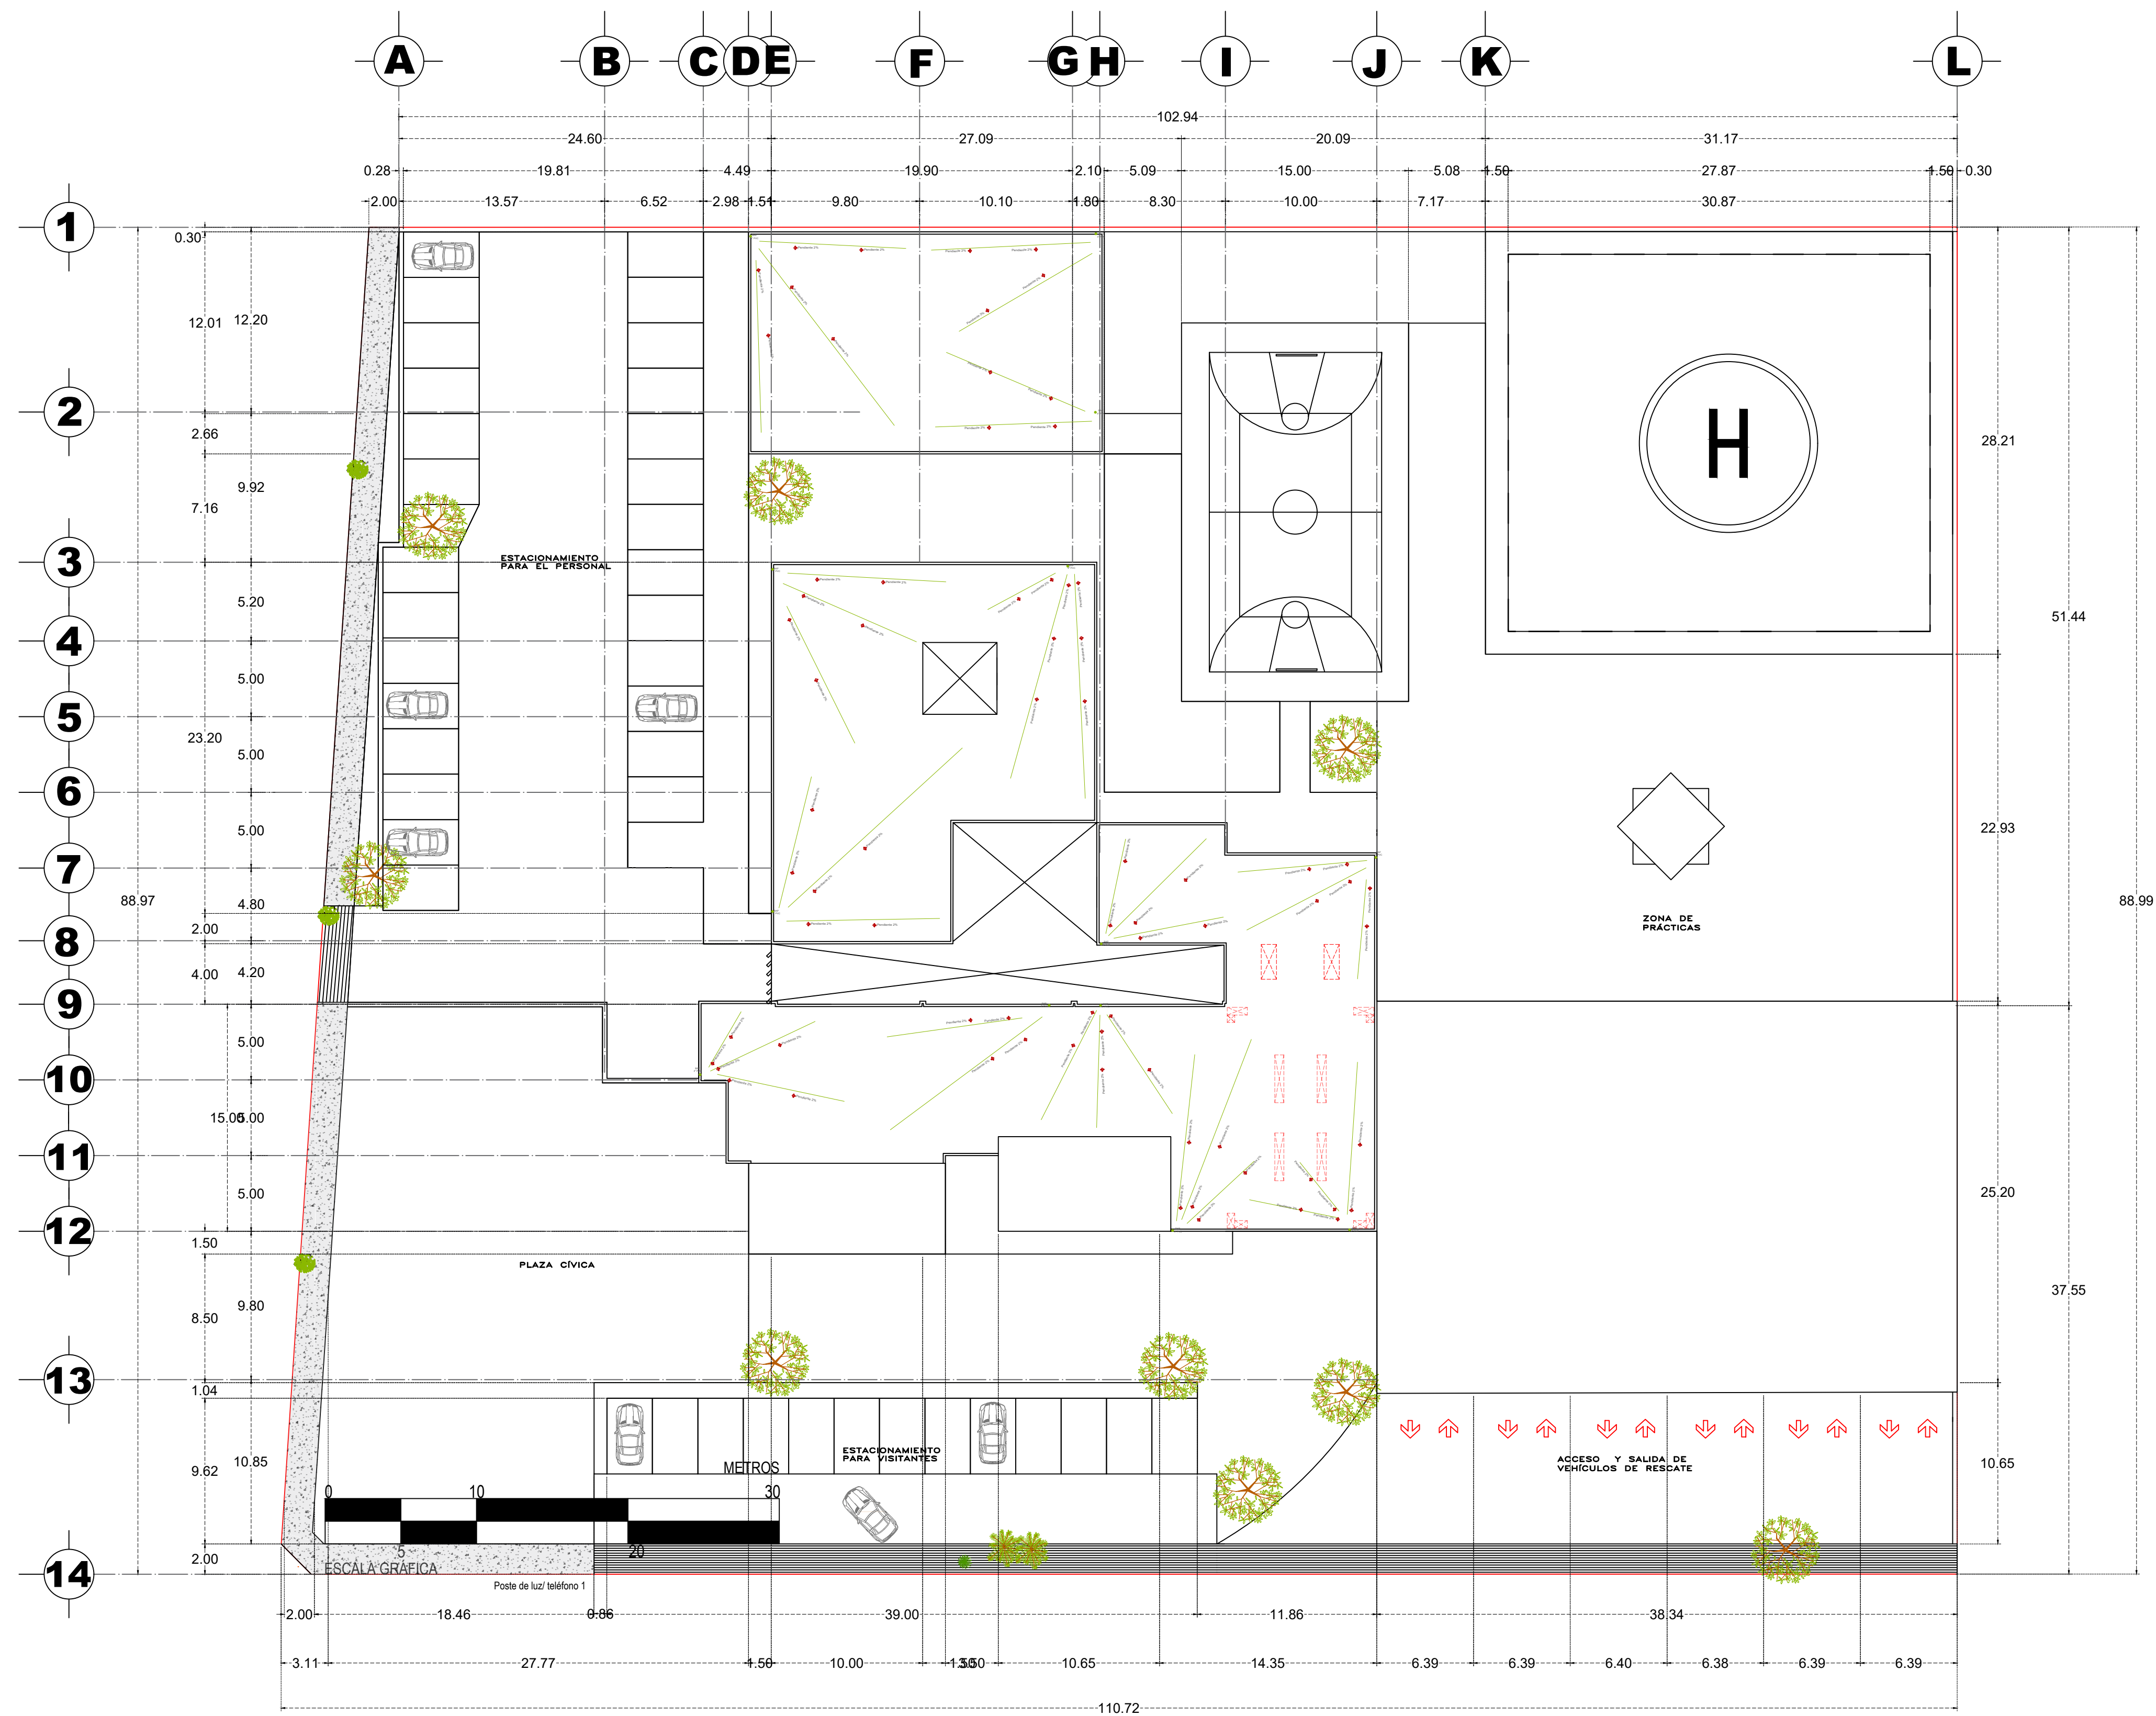 A B C D E F G H I J K L
102.94
24.60 27.09 20.09 31.17
0.28 19.81 4.49 19.90 2.10 5.09 15.00 5.08 1.50 27.87 1.50 0.30
2.00 13.57 6.52 2.98 1.51 9.80 10.10 1.80 8.30 10.00 7.17 30.87
1
0.30
12.01 12.20
2
2.66
28.21
9.92
7.16
H
3
ESTACIONAMIENTO
PARA EL PERSONAL
5.20
51.44
4
5.00
5
23.20
5.00
6
5.00
22.93
7
88.97
4.80
88.99
2.00
ZONA DE
PRÁCTICAS
8
4.00 4.20
9
5.00
10
15.00 5.00
11
5.00
25.20
12
1.50
PLAZA CÍVICA
9.80
8.50
37.55
13
1.04
ESTACIONAMIENTO
PARA VISITANTES
ACCESO Y SALIDA DE
VEHÍCULOS DE RESCATE
9.62 10.85
10.65
METROS
0 10 30
5 20
ESCALA GRÁFICA
2.00
14
Poste de luz/ teléfono 1
2.00 18.46 0.86 39.00 11.86 38.34
3.11 27.77 1.50 10.00 1.50 3.50 10.65 14.35 6.39 6.39 6.40 6.38 6.39 6.39
110.72
Pendiente 2%